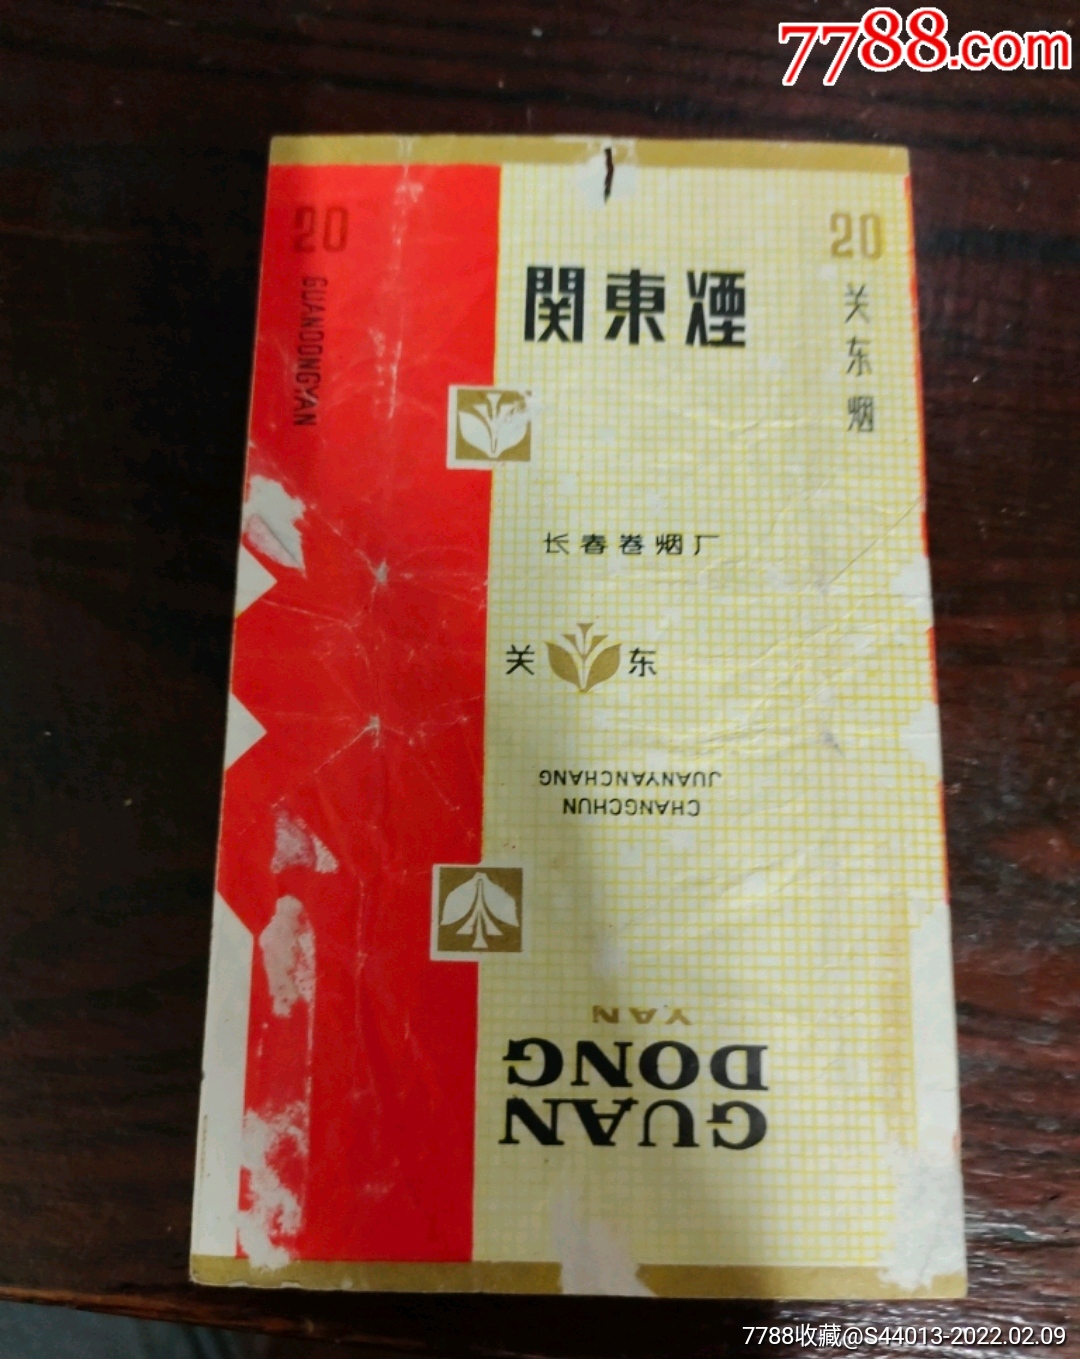 7788.com
20
20
GUANDONGYAN
関東煙
关东烟
长春卷烟厂
关 东
CHANGCHUN
JUANYANCHANG
GUAN
DONG
YAN
7788收藏@S44013-2022.02.09